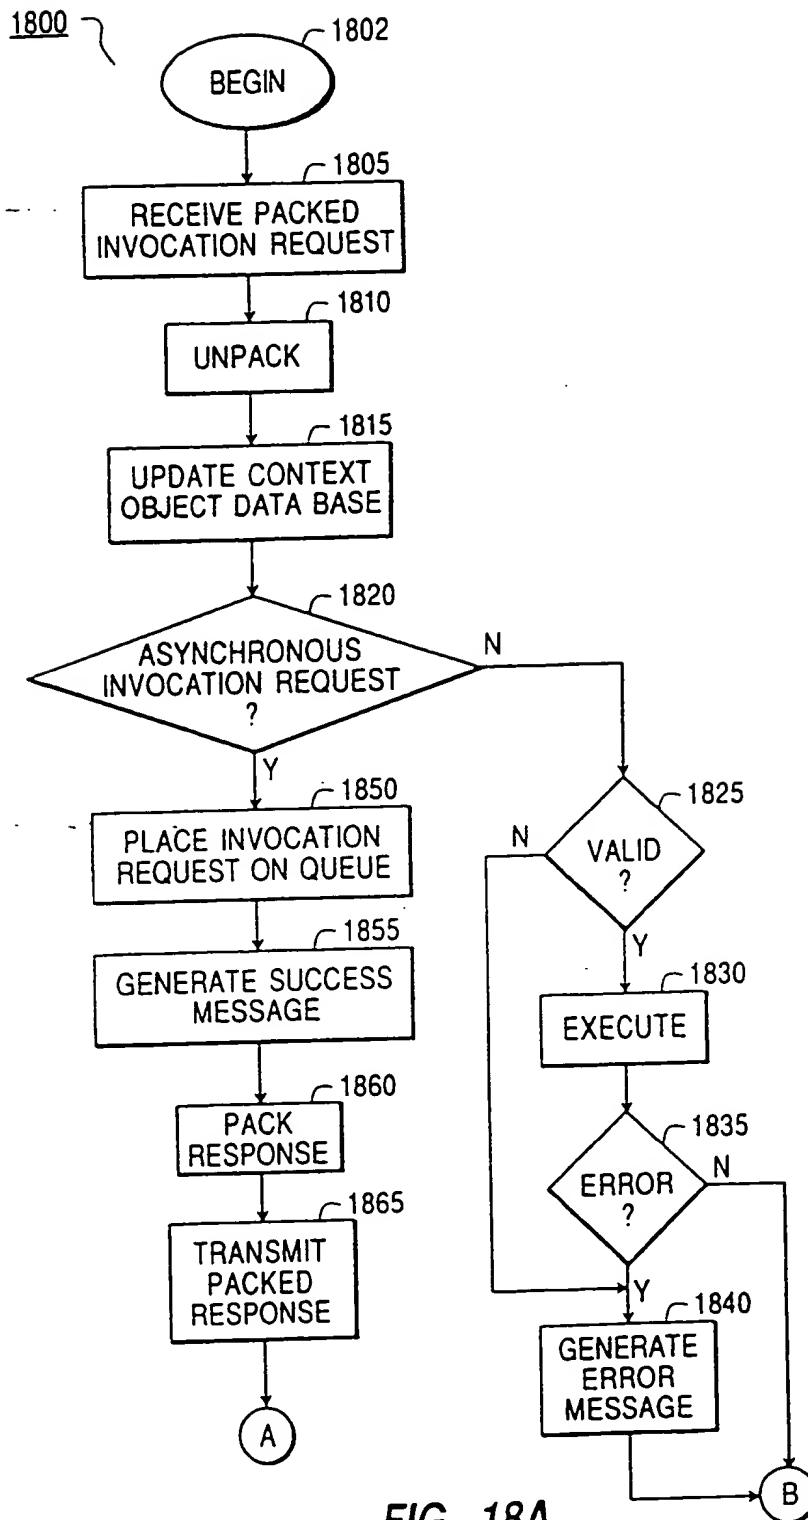 1800
1802
BEGIN
1805
RECEIVE PACKED
INVOCATION REQUEST
1810
UNPACK
1815
UPDATE CONTEXT
OBJECT DATA BASE
1820
ASYNCHRONOUS
INVOCATION REQUEST
?
N
Y
1850
PLACE INVOCATION
REQUEST ON QUEUE
1855
GENERATE SUCCESS
MESSAGE
1860
PACK
RESPONSE
1865
TRANSMIT
PACKED
RESPONSE
A
1825
VALID
?
N
Y
1830
EXECUTE
1835
ERROR
?
N
Y
1840
GENERATE
ERROR
MESSAGE
B
FIG. 18A